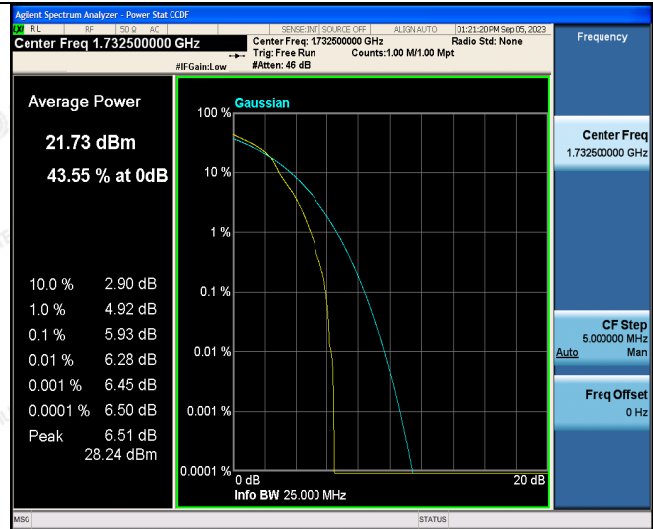 Agilent Spectrum Analyzer - Power Stat CCDF
LXI RL RF 50 Ω AC SENSE:INT SOURCE OFF ALIGN AUTO 01:21:20 PM Sep 05, 2023
Center Freq 1.732500000 GHz
Center Freq: 1.732500000 GHz Radio Std: None
Trig: Free Run Counts:1.00 M/1.00 Mpt
#IFGain:Low #Atten: 46 dB
Frequency
Average Power
21.73 dBm
43.55 % at 0dB
10.0 % 2.90 dB
1.0 % 4.92 dB
0.1 % 5.93 dB
0.01 % 6.28 dB
0.001 % 6.45 dB
0.0001 % 6.50 dB
Peak 6.51 dB
28.24 dBm
Gaussian
100 %
10 %
1 %
0.1 %
0.01 %
0.001 %
0.0001 %
0 dB 20 dB
Info BW 25.000 MHz
Center Freq
1.732500000 GHz
CF Step
5.000000 MHz
Auto Man
Freq Offset
0 Hz
MSG STATUS